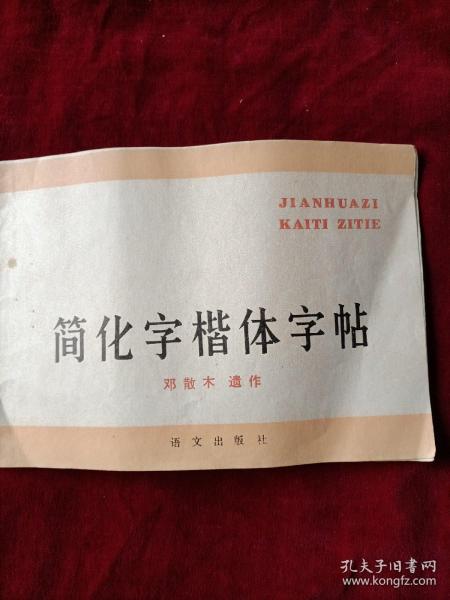 JIANHUAZI
KAITI ZITIE
简化字楷体字帖
邓散木 遗作
语文出版社
孔夫子旧书网
www.kongfz.com